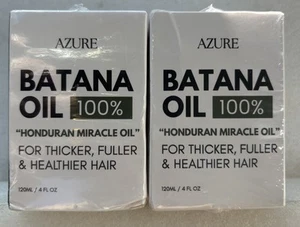 AZURE
BATANA
OIL 100%
“HONDURAN MIRACLE OIL”
FOR THICKER, FULLER
& HEALTHIER HAIR
120ML / 4 FL OZ
AZURE
BATANA
OIL 100%
“HONDURAN MIRACLE OIL”
FOR THICKER, FULLER
& HEALTHIER HAIR
120ML / 4 FL OZ